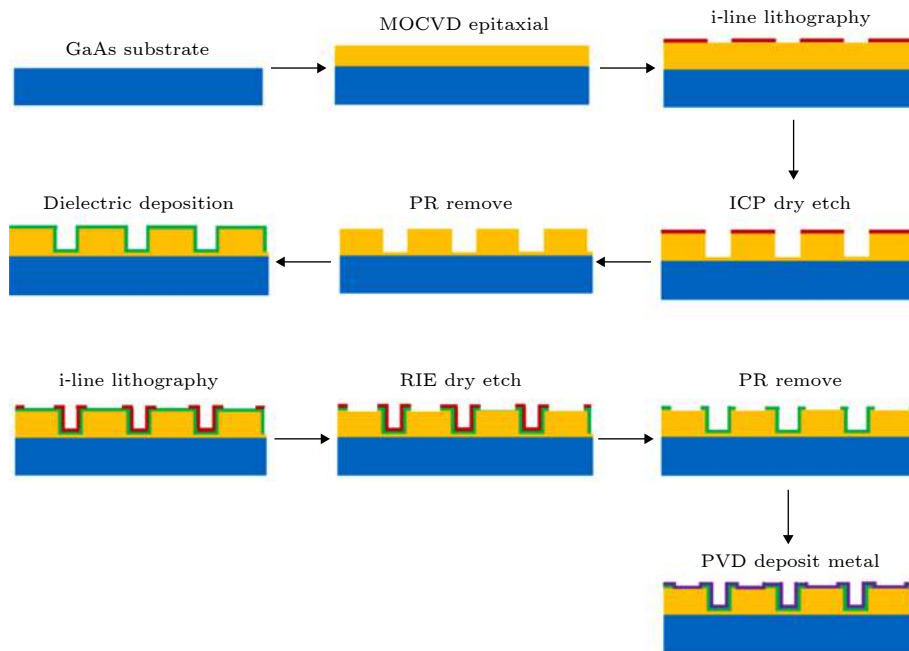 GaAs substrate
MOCVD epitaxial
i-line lithography
ICP dry etch
PR remove
Dielectric deposition
i-line lithography
RIE dry etch
PR remove
PVD deposit metal